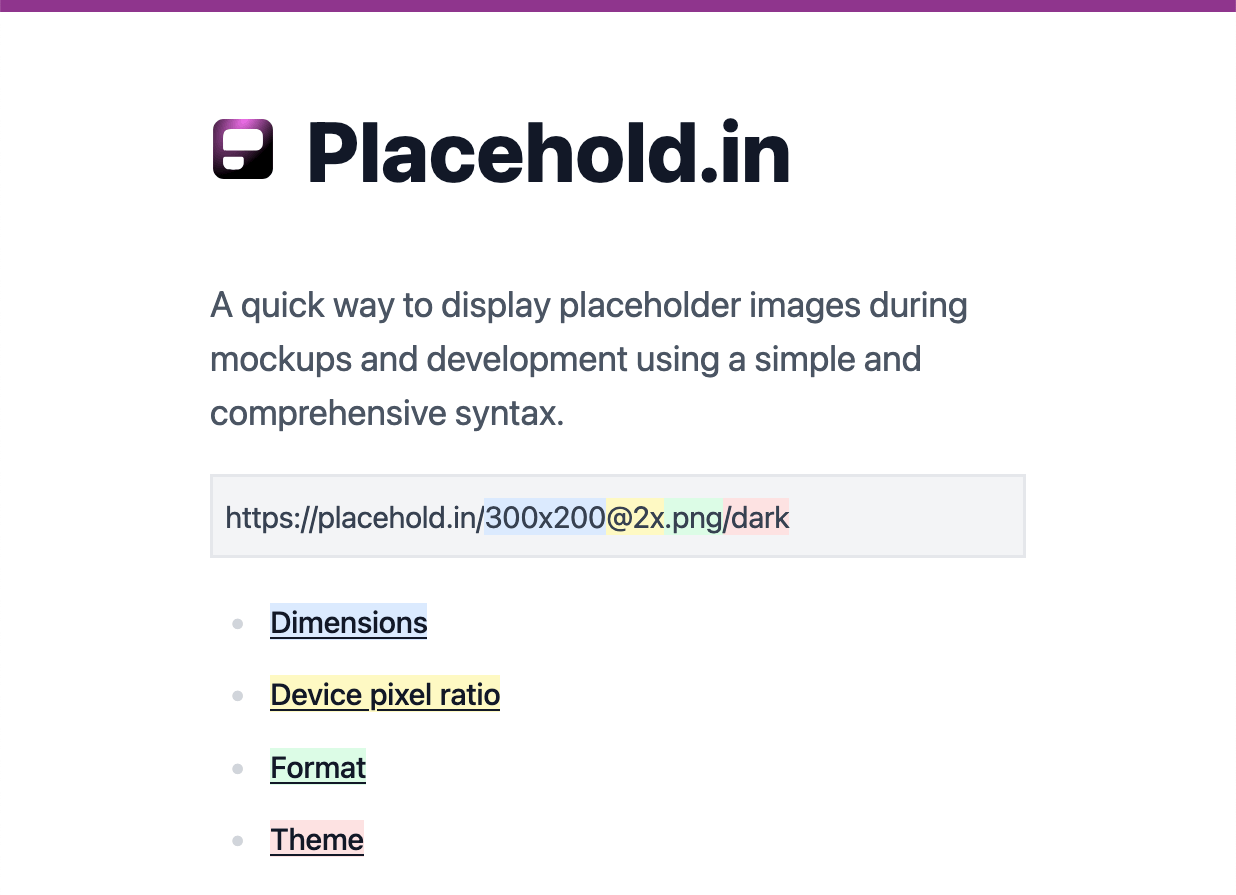 Placehold.in
A quick way to display placeholder images during
mockups and development using a simple and
comprehensive syntax.
https://placehold.in/300x200@2x.png/dark
Dimensions
Device pixel ratio
Format
Theme